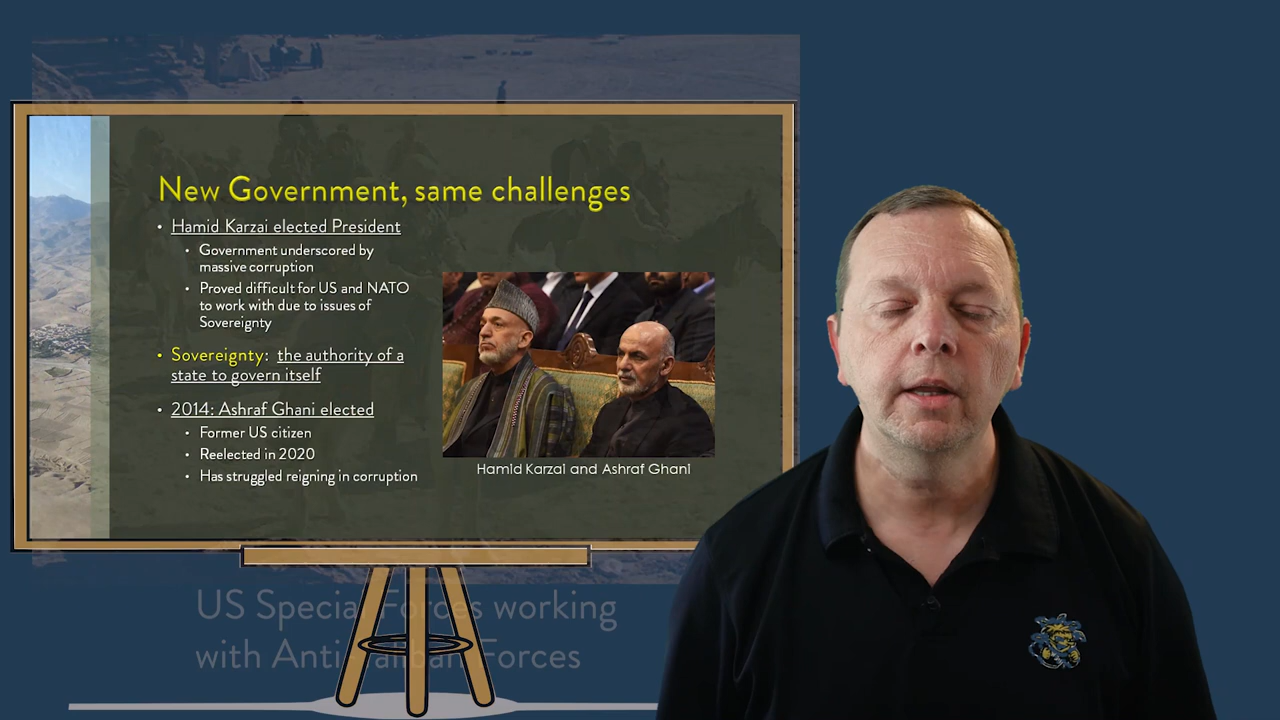 New Government, same challenges
• Hamid Karzai elected President
• Government underscored by
massive corruption
• Proved difficult for US and NATO
to work with due to issues of
Sovereignty
• Sovereignty: the authority of a
state to govern itself
• 2014: Ashraf Ghani elected
• Former US citizen
• Reelected in 2020
• Has struggled reigning in corruption
Hamid Karzai and Ashraf Ghani
US Special Forces working
with Anti-Taliban Forces